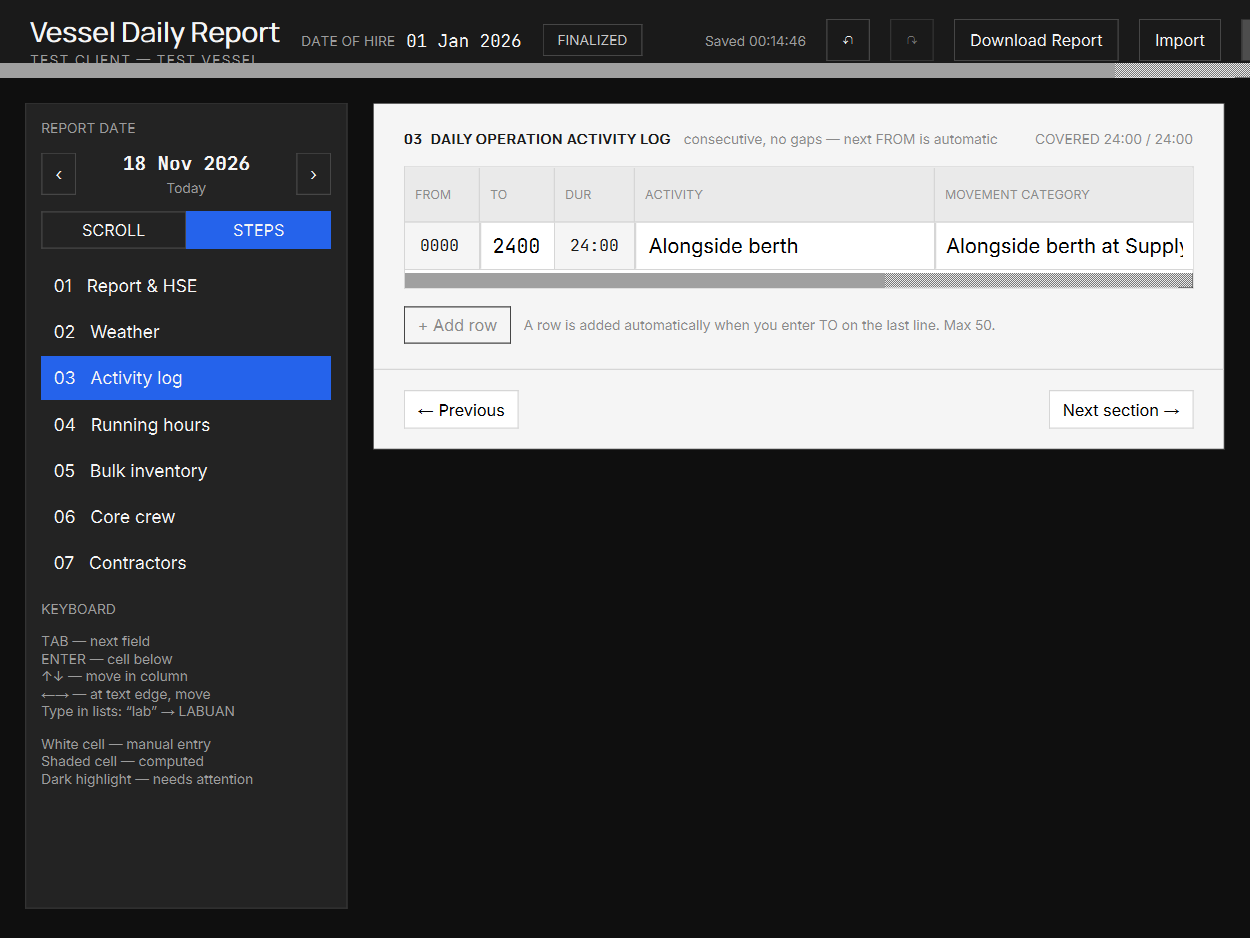 Vessel Daily Report
TEST CLIENT — TEST VESSEL
DATE OF HIRE 01 Jan 2026
FINALIZED
Saved 00:14:46
Download Report
Import
REPORT DATE
18 Nov 2026
Today
SCROLL STEPS
01 Report & HSE
02 Weather
03 Activity log
04 Running hours
05 Bulk inventory
06 Core crew
07 Contractors
KEYBOARD
TAB — next field
ENTER — cell below
↑↓ — move in column
←→ — at text edge, move
Type in lists: “lab” → LABUAN
White cell — manual entry
Shaded cell — computed
Dark highlight — needs attention
03 DAILY OPERATION ACTIVITY LOG consecutive, no gaps — next FROM is automatic COVERED 24:00 / 24:00
FROM TO DUR ACTIVITY MOVEMENT CATEGORY
0000 2400 24:00 Alongside berth Alongside berth at Supply
+ Add row A row is added automatically when you enter TO on the last line. Max 50.
← Previous Next section →